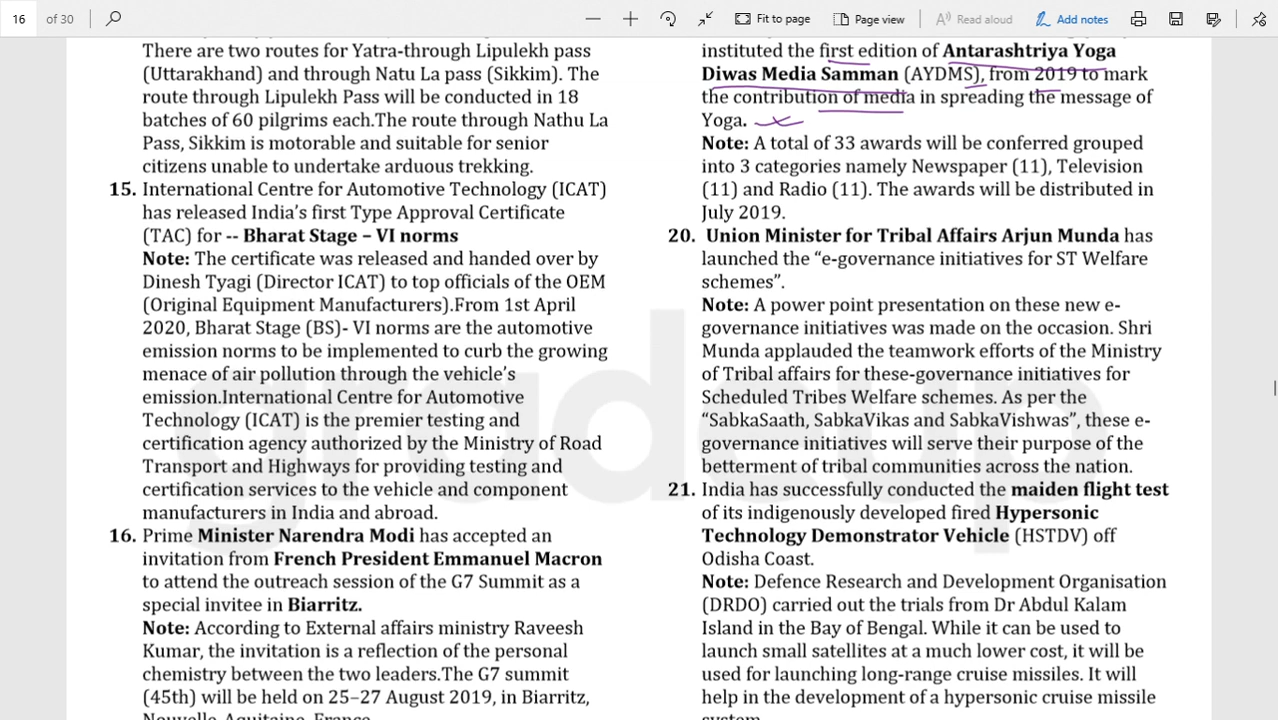 16 of 30 Fit to page Page view Read aloud Add notes
There are two routes for Yatra-through Lipulekh pass
(Uttarakhand) and through Natu La pass (Sikkim). The
route through Lipulekh Pass will be conducted in 18
batches of 60 pilgrims each.The route through Nathu La
Pass, Sikkim is motorable and suitable for senior
citizens unable to undertake arduous trekking.
15. International Centre for Automotive Technology (ICAT)
has released India’s first Type Approval Certificate
(TAC) for -- Bharat Stage – VI norms
Note: The certificate was released and handed over by
Dinesh Tyagi (Director ICAT) to top officials of the OEM
(Original Equipment Manufacturers).From 1st April
2020, Bharat Stage (BS)- VI norms are the automotive
emission norms to be implemented to curb the growing
menace of air pollution through the vehicle’s
emission.International Centre for Automotive
Technology (ICAT) is the premier testing and
certification agency authorized by the Ministry of Road
Transport and Highways for providing testing and
certification services to the vehicle and component
manufacturers in India and abroad.
16. Prime Minister Narendra Modi has accepted an
invitation from French President Emmanuel Macron
to attend the outreach session of the G7 Summit as a
special invitee in Biarritz.
Note: According to External affairs ministry Raveesh
Kumar, the invitation is a reflection of the personal
chemistry between the two leaders.The G7 summit
(45th) will be held on 25–27 August 2019, in Biarritz,
Nouvelle-Aquitaine, France
instituted the first edition of Antarashtriya Yoga
Diwas Media Samman (AYDMS), from 2019 to mark
the contribution of media in spreading the message of
Yoga.
Note: A total of 33 awards will be conferred grouped
into 3 categories namely Newspaper (11), Television
(11) and Radio (11). The awards will be distributed in
July 2019.
20. Union Minister for Tribal Affairs Arjun Munda has
launched the “e-governance initiatives for ST Welfare
schemes”.
Note: A power point presentation on these new e-
governance initiatives was made on the occasion. Shri
Munda applauded the teamwork efforts of the Ministry
of Tribal affairs for these-governance initiatives for
Scheduled Tribes Welfare schemes. As per the
“SabkaSaath, SabkaVikas and SabkaVishwas”, these e-
governance initiatives will serve their purpose of the
betterment of tribal communities across the nation.
21. India has successfully conducted the maiden flight test
of its indigenously developed fired Hypersonic
Technology Demonstrator Vehicle (HSTDV) off
Odisha Coast.
Note: Defence Research and Development Organisation
(DRDO) carried out the trials from Dr Abdul Kalam
Island in the Bay of Bengal. While it can be used to
launch small satellites at a much lower cost, it will be
used for launching long-range cruise missiles. It will
help in the development of a hypersonic cruise missile
system
gradeup